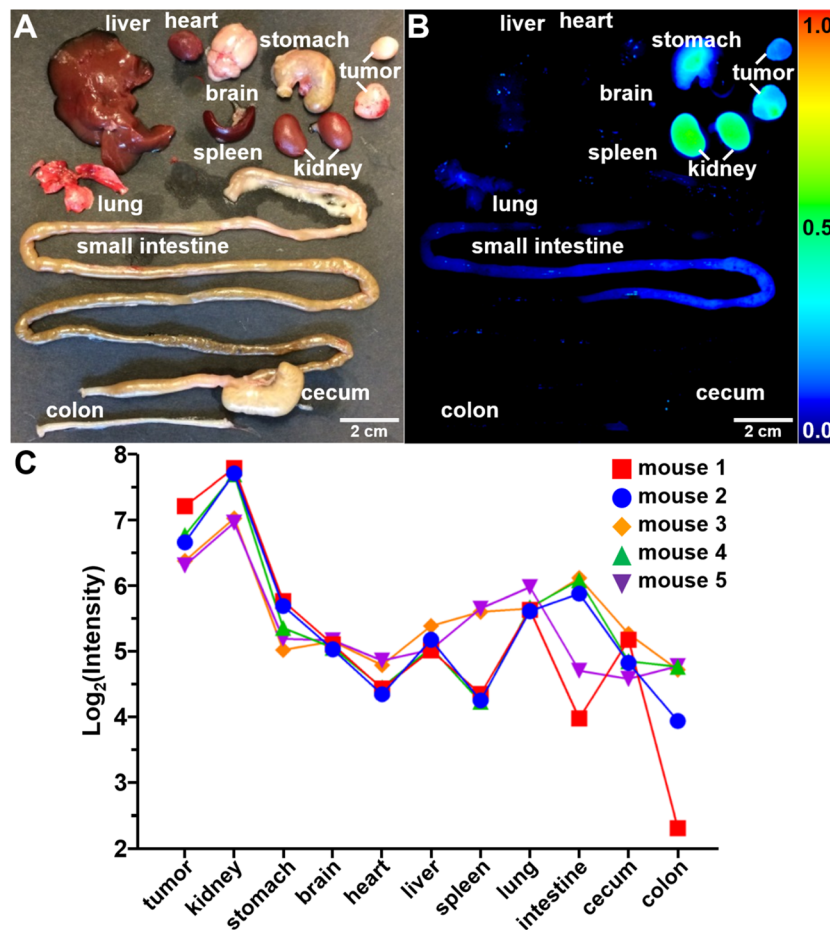 A
liver
heart
stomach
tumor
brain
spleen
kidney
lung
small intestine
cecum
colon
2 cm
B
liver
heart
stomach
tumor
brain
spleen
kidney
lung
small intestine
cecum
colon
2 cm
1.0
0.5
0.0
C
Log₂(Intensity)
8
7
6
5
4
3
2
mouse 1
mouse 2
mouse 3
mouse 4
mouse 5
tumor
kidney
stomach
brain
heart
liver
spleen
lung
intestine
cecum
colon